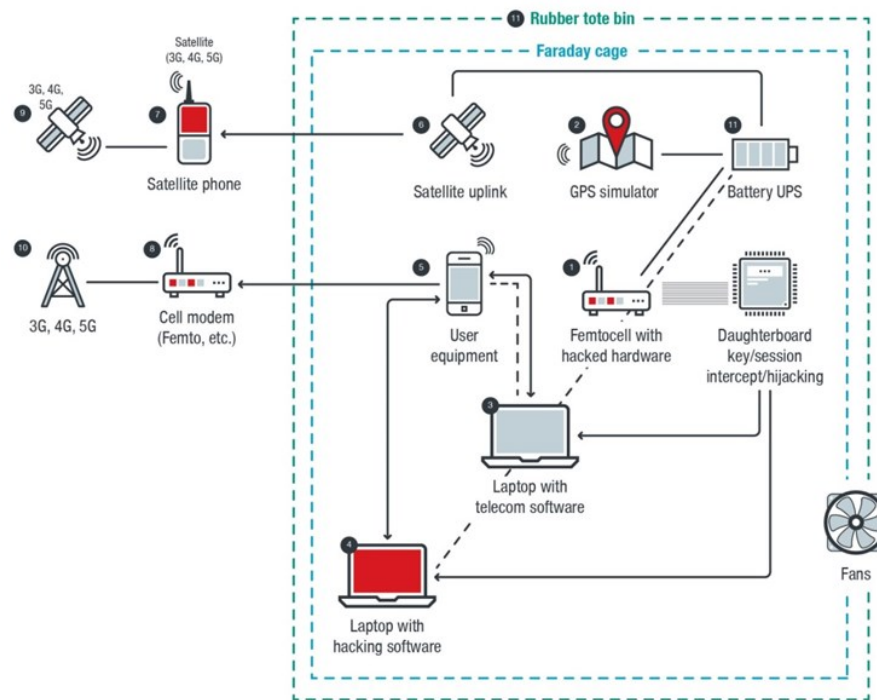 11 Rubber tote bin
Faraday cage
Satellite
(3G, 4G, 5G)
3G, 4G,
5G
9
7
6
2
11
Satellite phone
Satellite uplink
GPS simulator
Battery UPS
10
8
5
1
3G, 4G, 5G
Cell modem
(Femto, etc.)
User
equipment
Femtocell with
hacked hardware
Daughterboard
key/session
intercept/hijacking
3
Laptop with
telecom software
4
Laptop with
hacking software
Fans